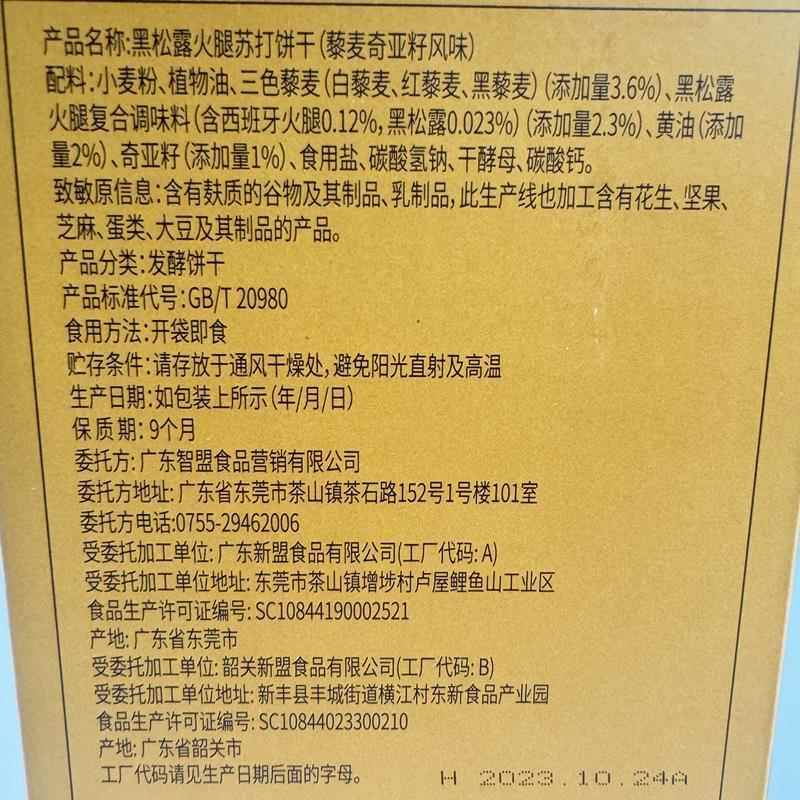 产品名称:黑松露火腿苏打饼干(藜麦奇亚籽风味)
配料:小麦粉、植物油、三色藜麦(白藜麦、红藜麦、黑藜麦)(添加量3.6%)、黑松露
火腿复合调味料(含西班牙火腿0.12%,黑松露0.023%)(添加量2.3%)、黄油(添加
量2%)、奇亚籽(添加量1%)、食用盐、碳酸氢钠、干酵母、碳酸钙。
致敏原信息:含有麸质的谷物及其制品、乳制品,此生产线也加工含有花生、坚果、
芝麻、蛋类、大豆及其制品的产品。
产品分类:发酵饼干
产品标准代号:GB/T 20980
食用方法:开袋即食
贮存条件:请存放于通风干燥处,避免阳光直射及高温
生产日期:如包装上所示(年/月/日)
保质期:9个月
委托方:广东智盟食品营销有限公司
委托方地址:广东省东莞市茶山镇茶石路152号1号楼101室
委托方电话:0755-29462006
受委托加工单位:广东新盟食品有限公司(工厂代码:A)
受委托加工单位地址:东莞市茶山镇增埗村卢屋鲤鱼山工业区
食品生产许可证编号:SC10844190002521
产地:广东省东莞市
受委托加工单位:韶关新盟食品有限公司(工厂代码:B)
受委托加工单位地址:新丰县丰城街道横江村东新食品产业园
食品生产许可证编号:SC10844023300210
产地:广东省韶关市
工厂代码请见生产日期后面的字母。
H 2023.10.24A